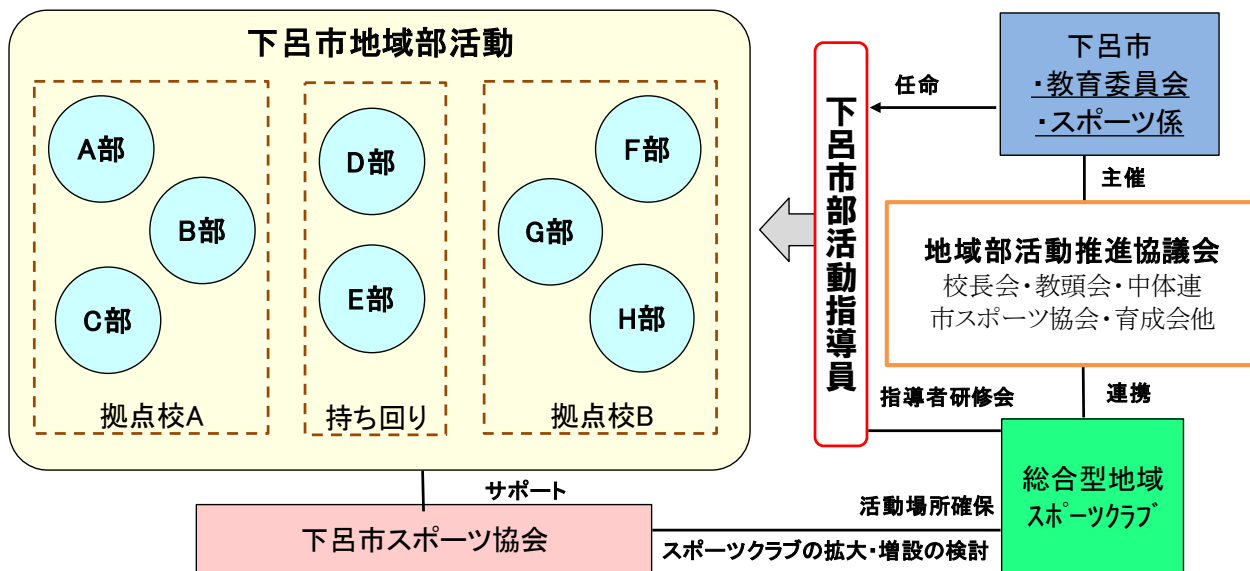 下呂市地域部活動
A部
B部
C部
拠点校A
D部
E部
持ち回り
F部
G部
H部
拠点校B
下呂市部活動指導員
任命
下呂市
・教育委員会
・スポーツ係
主催
地域部活動推進協議会
校長会・教頭会・中体連
市スポーツ協会・育成会他
指導者研修会
連携
総合型地域
スポーツクラブ
サポート
下呂市スポーツ協会
活動場所確保
スポーツクラブの拡大・増設の検討